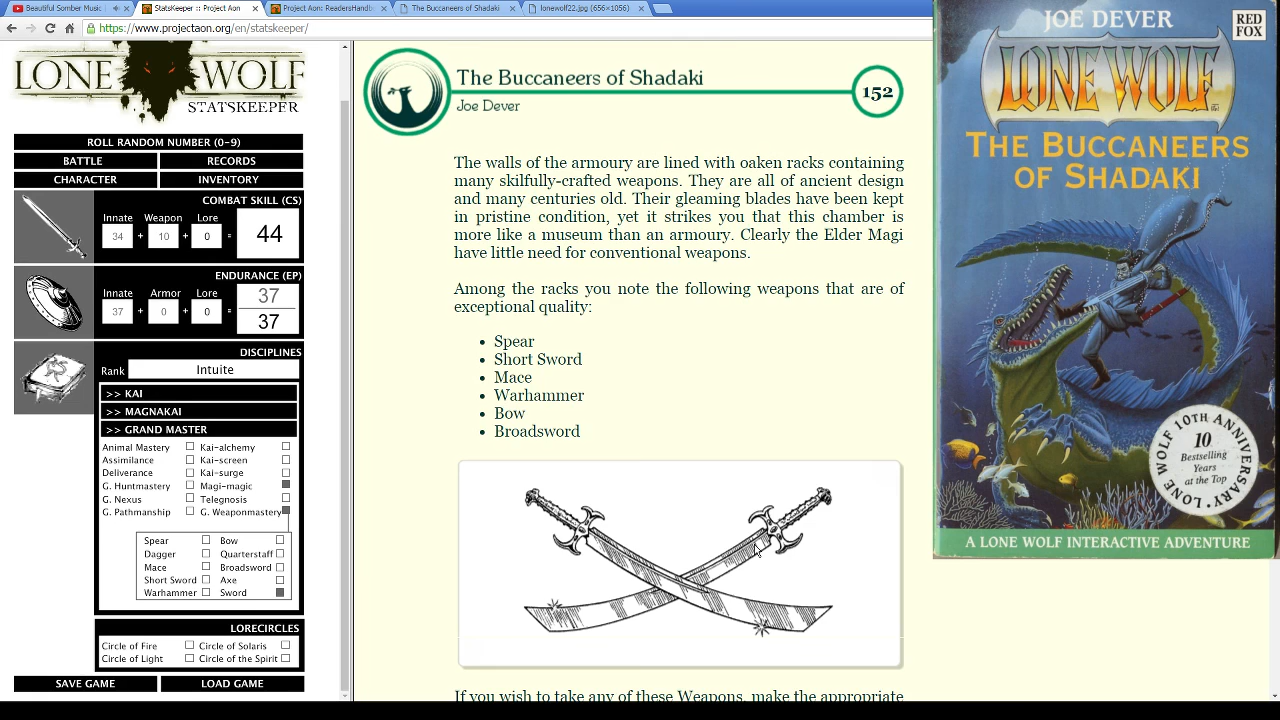 Beautiful Somber Music
StatsKeeper :: Project Aon
Project Aon: ReadersHandb
The Buccaneers of Shadaki
lonewolf22.jpg (656×1056)
https://www.projectaon.org/en/statskeeper/
LONE WOLF
STATSKEEPER
ROLL RANDOM NUMBER (0-9)
BATTLE RECORDS
CHARACTER INVENTORY
COMBAT SKILL (CS)
Innate Weapon Lore
34 + 10 + 0 = 44
ENDURANCE (EP)
Innate Armor Lore
37
37 + 0 + 0 =
37
DISCIPLINES
Rank Intuite
>> KAI
>> MAGNAKAI
>> GRAND MASTER
Animal Mastery Kai-alchemy
Assimilance Kai-screen
Deliverance Kai-surge
G. Huntmastery Magi-magic
G. Nexus Telegnosis
G. Pathmanship G. Weaponmastery
Spear Bow
Dagger Quarterstaff
Mace Broadsword
Short Sword Axe
Warhammer Sword
LORECIRCLES
Circle of Fire Circle of Solaris
Circle of Light Circle of the Spirit
SAVE GAME LOAD GAME
The Buccaneers of Shadaki
Joe Dever
152
The walls of the armoury are lined with oaken racks containing
many skilfully-crafted weapons. They are all of ancient design
and many centuries old. Their gleaming blades have been kept
in pristine condition, yet it strikes you that this chamber is
more like a museum than an armoury. Clearly the Elder Magi
have little need for conventional weapons.
Among the racks you note the following weapons that are of
exceptional quality:
• Spear
• Short Sword
• Mace
• Warhammer
• Bow
• Broadsword
If you wish to take any of these Weapons, make the appropriate
JOE DEVER
RED
FOX
LONE WOLF
THE BUCCANEERS
OF SHADAKI
LONE WOLF 10TH ANNIVERSARY
10
Bestselling
Years
at the Top
A LONE WOLF INTERACTIVE ADVENTURE